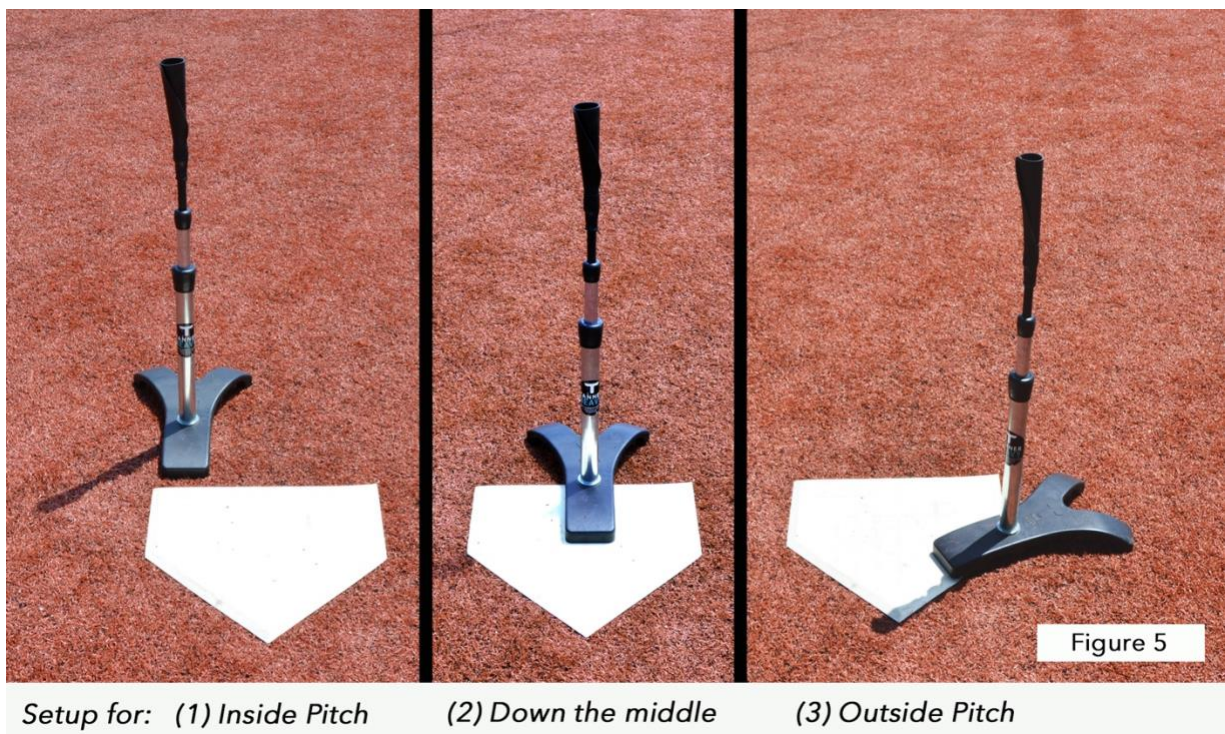 Figure 5
Setup for: (1) Inside Pitch (2) Down the middle (3) Outside Pitch